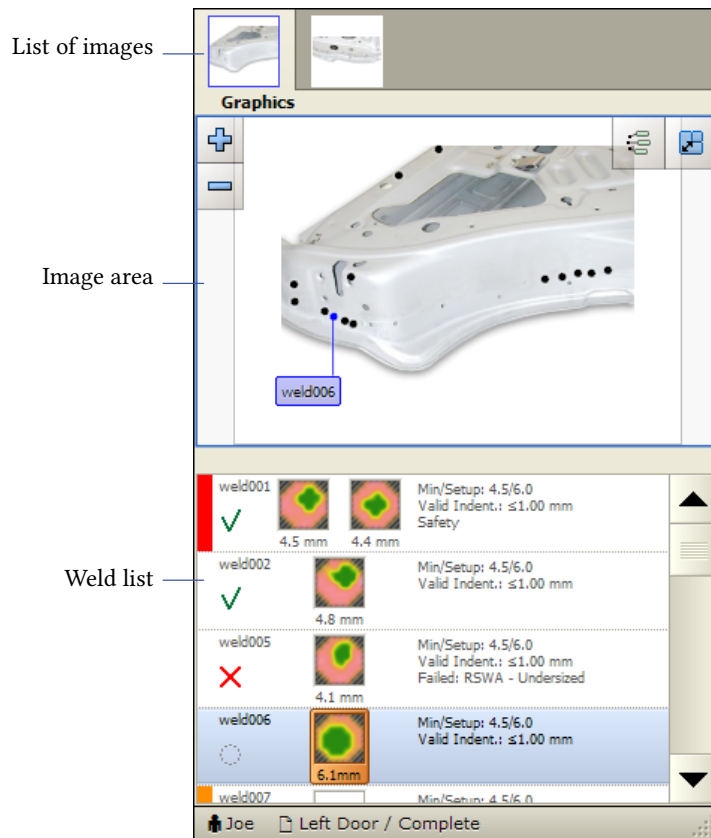 List of images
Graphics
Image area
weld006
Weld list
weld001
4.5 mm
4.4 mm
Min/Setup: 4.5/6.0
Valid Indent.: ≤1.00 mm
Safety
weld002
4.8 mm
Min/Setup: 4.5/6.0
Valid Indent.: ≤1.00 mm
weld005
4.1 mm
Min/Setup: 4.5/6.0
Valid Indent.: ≤1.00 mm
Failed: RSWA - Undersized
weld006
6.1mm
Min/Setup: 4.5/6.0
Valid Indent.: ≤1.00 mm
weld007
Min/Setup: 4.5/6.0
Joe
Left Door / Complete